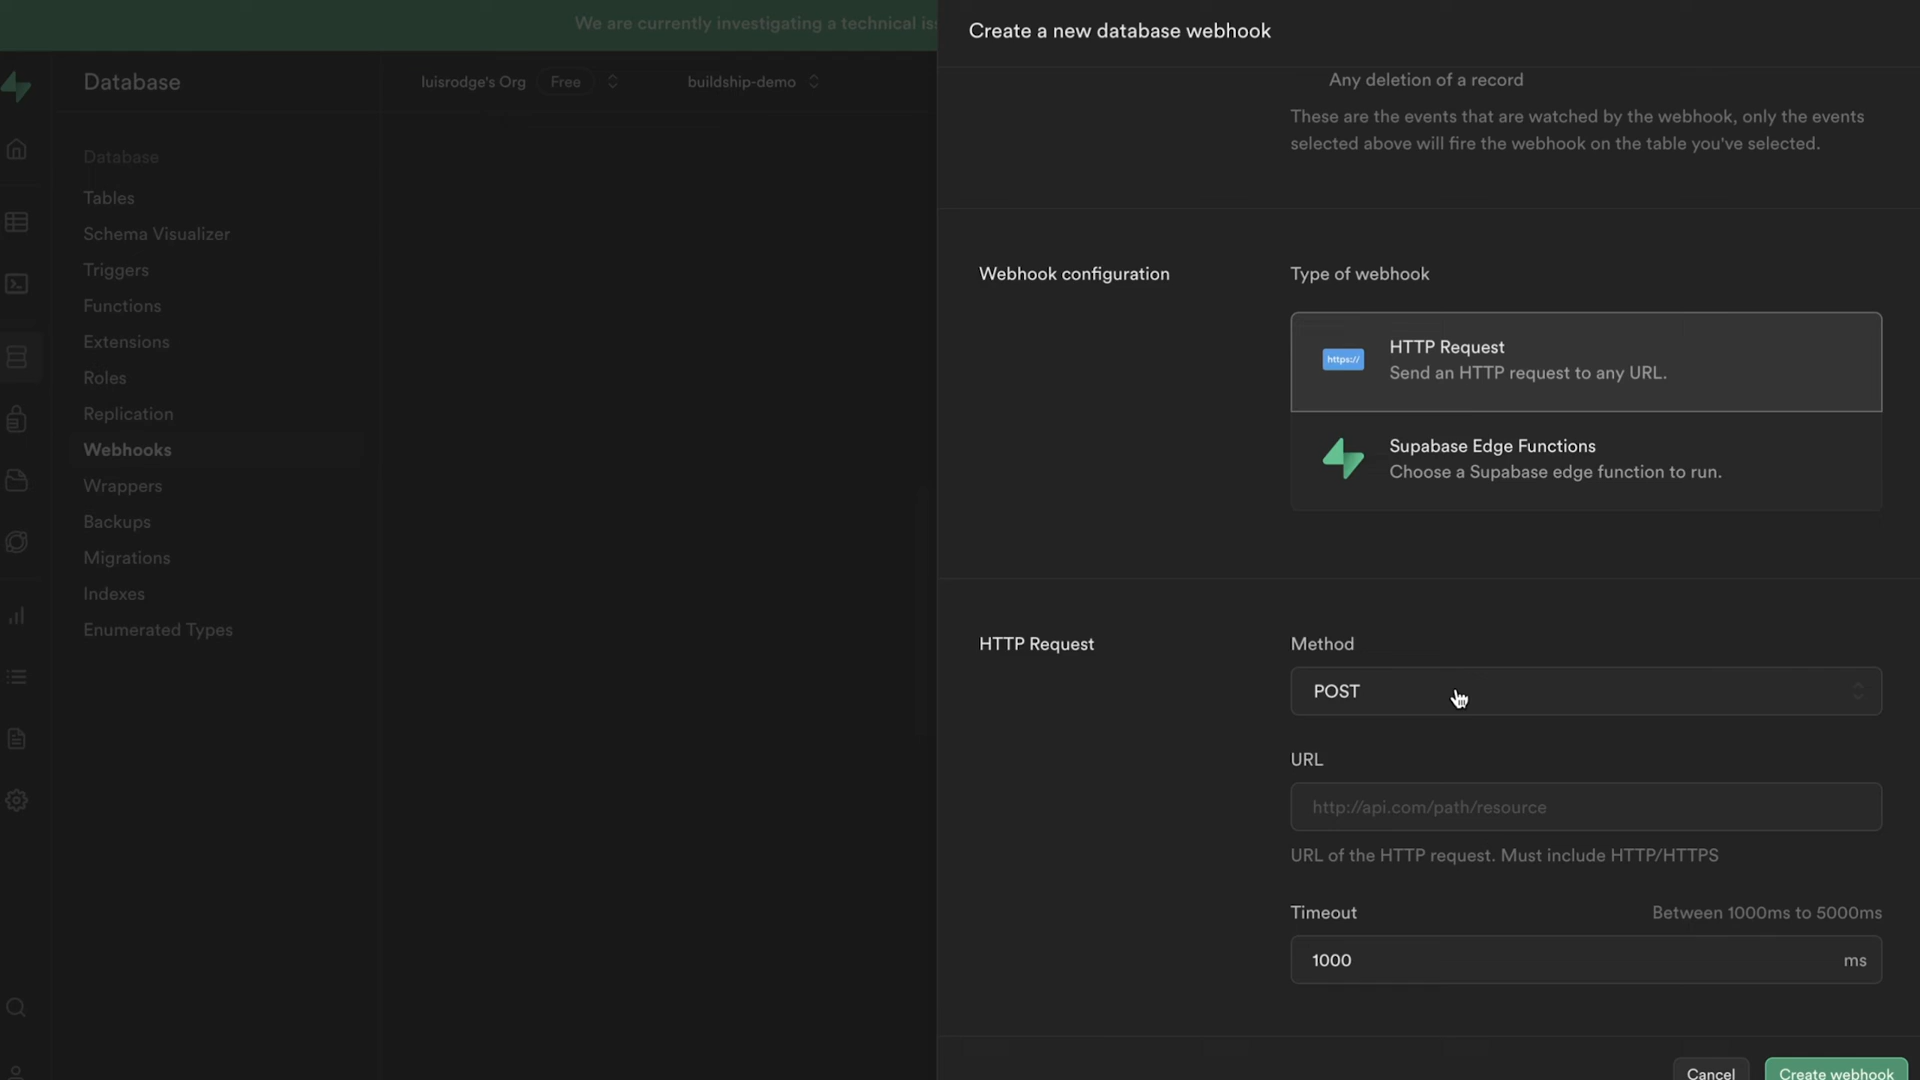 We are currently investigating a technical is
Create a new database webhook
Database
luisrodge's Org
Free
buildship-demo
Any deletion of a record
These are the events that are watched by the webhook, only the events
selected above will fire the webhook on the table you've selected.
Database
Tables
Schema Visualizer
Triggers
Functions
Extensions
Roles
Replication
Webhooks
Wrappers
Backups
Migrations
Indexes
Enumerated Types
Webhook configuration
Type of webhook
https://
HTTP Request
Send an HTTP request to any URL.
Supabase Edge Functions
Choose a Supabase edge function to run.
HTTP Request
Method
POST
URL
http://api.com/path/resource
URL of the HTTP request. Must include HTTP/HTTPS
Timeout
Between 1000ms to 5000ms
1000
ms
Cancel
Create webhook